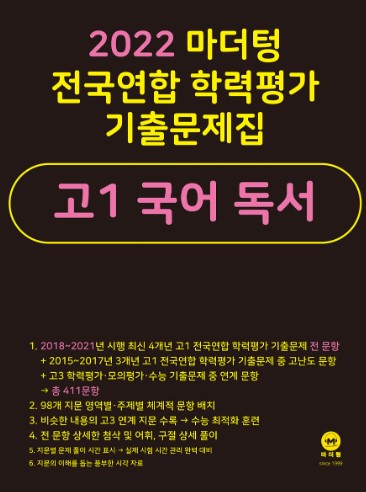 2022 마더텅
전국연합 학력평가
기출문제집
고1 국어 독서
1. 2018~2021년 시행 최신 4개년 고1 전국연합 학력평가 기출문제 전 문항
+ 2015~2017년 3개년 고1 전국연합 학력평가 기출문제 중 고난도 문항
+ 고3 학력평가·모의평가·수능 기출문제 중 연계 문항
→ 총 411문항
2. 98개 지문 영역별·주제별 체계적 문항 배치
3. 비슷한 내용의 고3 연계 지문 수록 → 수능 최적화 훈련
4. 전 문항 상세한 첨삭 및 어휘, 구절 상세 풀이
5. 지문별 문제 풀이 시간 표시 → 실제 시험 시간 관리 완벽 대비
6. 지문의 이해를 돕는 풍부한 시각 자료
마더텅
since 1999